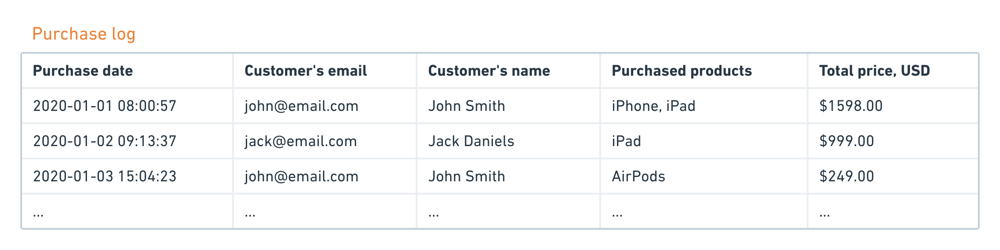 Purchase log
Purchase date Customer's email Customer's name Purchased products Total price, USD
2020-01-01 08:00:57 john@email.com John Smith iPhone, iPad $1598.00
2020-01-02 09:13:37 jack@email.com Jack Daniels iPad $999.00
2020-01-03 15:04:23 john@email.com John Smith AirPods $249.00
... ... ... ... ...